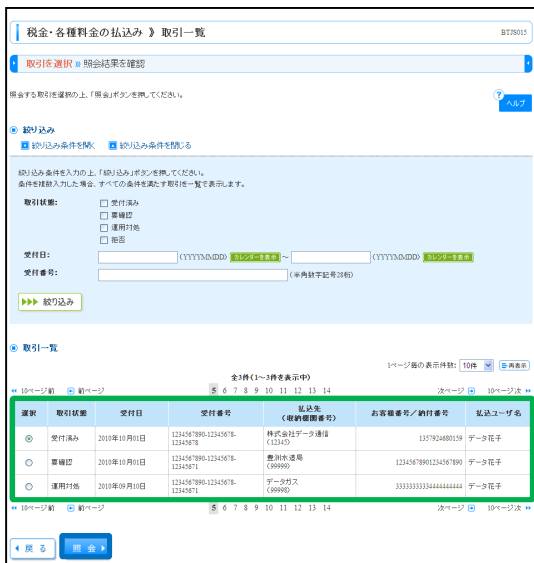 税金・各種料金の払込み 》 取引一覧 BTJS015
取引を選択 » 照会結果を確認
照会する取引を選択の上、「照会」ボタンを押してください。
? ヘルプ
絞り込み
絞り込み条件を開く 絞り込み条件を閉じる
絞り込み条件を入力の上、「絞り込み」ボタンを押してください。
条件を複数入力した場合、すべての条件を満たす取引を一覧で表示します。
取引状態: 受付済み
要確認
運用対処
拒否
受付日: (YYYYMMDD) カレンダーを表示 ～ (YYYYMMDD) カレンダーを表示
受付番号: (半角数字記号28桁)
絞り込み
取引一覧
1ページ毎の表示件数: 10件 再表示
全3件(1～3件を表示中)
10ページ前 前ページ 5 6 7 8 9 10 11 12 13 14 次ページ 10ページ次
選択 取引状態 受付日 受付番号 払込先 お客様番号/納付番号 払込ユーザ名
(収納機関番号)
受付済み 2010年10月01日 1234567890-12345678- 株式会社データ通信 1357924680159 データ花子
12345678 (12345)
要確認 2010年10月01日 1234567890-12345678- 豊洲水道局 12345678901234567890 データ花子
12345671 (99999)
運用対処 2010年09月10日 1234567890-12345678- データガス 33333333334444444444 データ花子
12345671 (99998)
10ページ前 前ページ 5 6 7 8 9 10 11 12 13 14 次ページ 10ページ次
戻る 照会